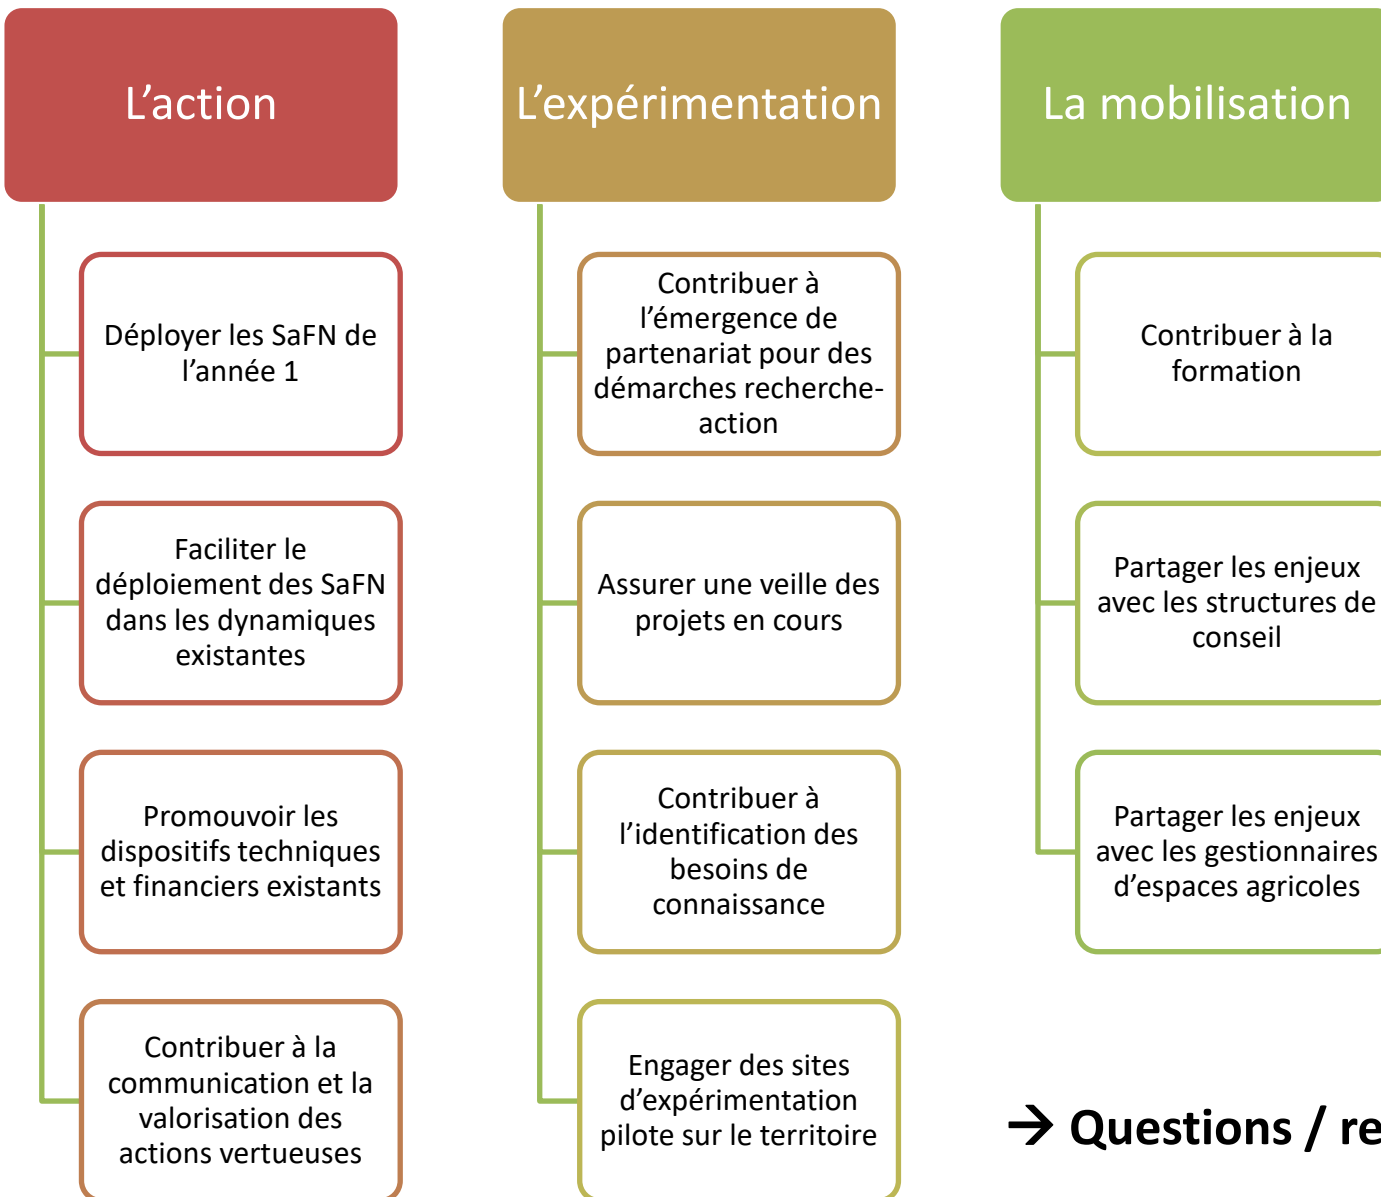 L’action
Déployer les SaFN de
l’année 1
Faciliter le
déploiement des SaFN
dans les dynamiques
existantes
Promouvoir les
dispositifs techniques
et financiers existants
Contribuer à la
communication et la
valorisation des
actions vertueuses
L’expérimentation
Contribuer à
l’émergence de
partenariat pour des
démarches recherche-
action
Assurer une veille des
projets en cours
Contribuer à
l’identification des
besoins de
connaissance
Engager des sites
d’expérimentation
pilote sur le territoire
La mobilisation
Contribuer à la
formation
Partager les enjeux
avec les structures de
conseil
Partager les enjeux
avec les gestionnaires
d’espaces agricoles
→ Questions /